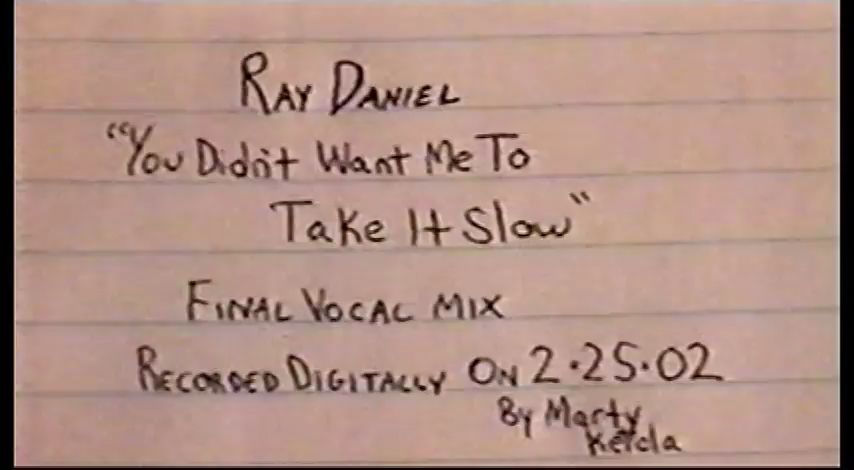 RAY DANIEL
"You Didn't Want Me To
Take It Slow"
FINAL VOCAL MIX
RECORDED DIGITALLY ON 2·25·02
By Marty